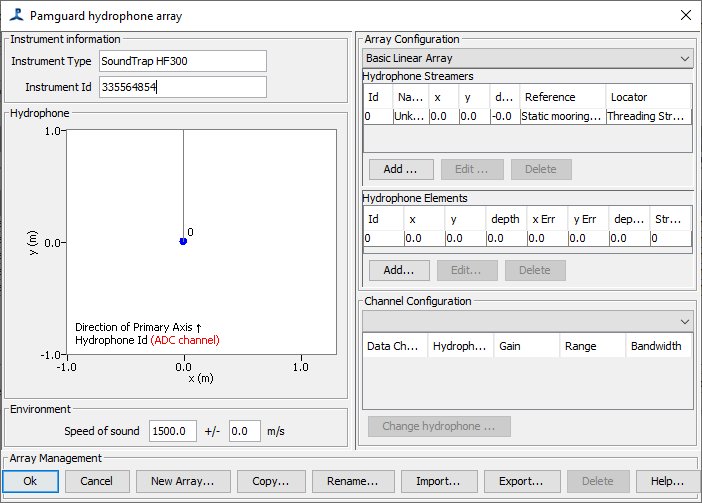 Pamguard hydrophone array
Instrument information
Instrument Type SoundTrap HF300
Instrument Id 335564854
Hydrophone
1.0
0.0
-1.0
y (m)
0
Direction of Primary Axis ↑
Hydrophone Id (ADC channel)
-1.0 0.0 1.0
x (m)
Environment
Speed of sound 1500.0 +/- 0.0 m/s
Array Configuration
Basic Linear Array
Hydrophone Streamers
Id Na... x y d... Reference Locator
0 Unk... 0.0 0.0 -0.0 Static mooring... Threading Str...
Add ... Edit ... Delete
Hydrophone Elements
Id x y depth x Err y Err dep... Str...
0 0.0 0.0 0.0 0.0 0.0 0.0 0
Add... Edit... Delete
Channel Configuration
Data Ch... Hydroph... Gain Range Bandwidth
Change hydrophone ...
Array Management
Ok Cancel New Array... Copy... Rename... Import... Export... Delete Help...